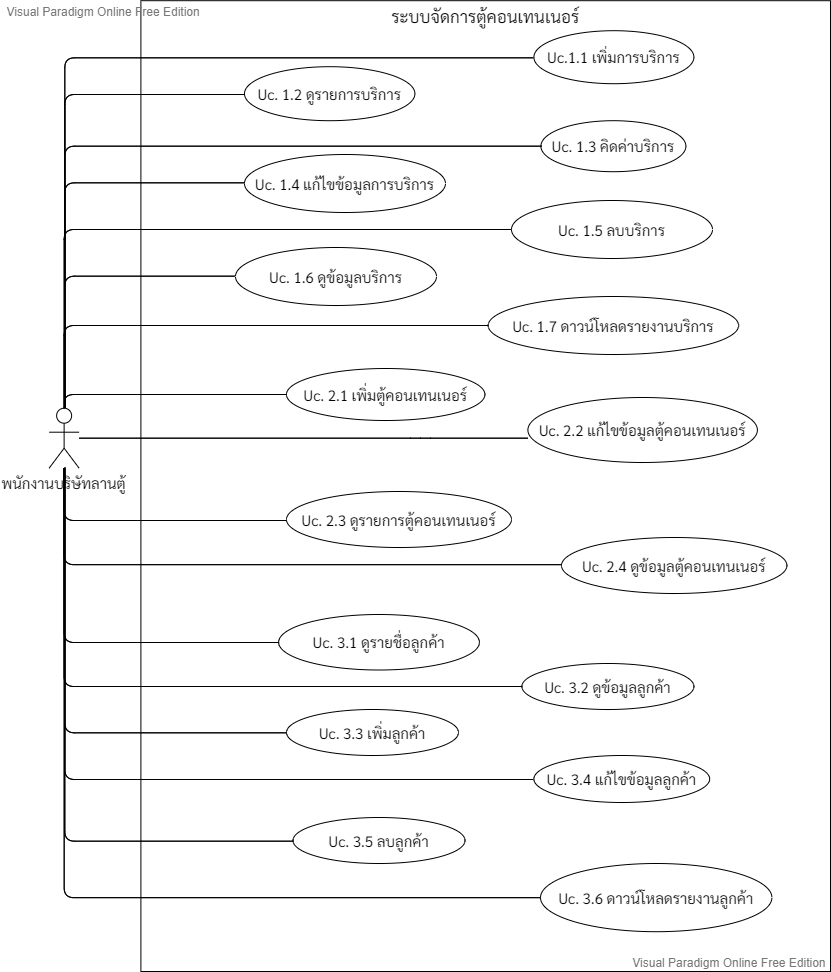 Visual Paradigm Online Free Edition
ระบบจัดการตู้คอนเทนเนอร์
Uc.1.1 เพิ่มการบริการ
Uc. 1.2 ดูรายการบริการ
Uc. 1.3 คิดค่าบริการ
Uc. 1.4 แก้ไขข้อมูลการบริการ
Uc. 1.5 ลบบริการ
Uc. 1.6 ดูข้อมูลบริการ
Uc. 1.7 ดาวน์โหลดรายงานบริการ
Uc. 2.1 เพิ่มตู้คอนเทนเนอร์
Uc. 2.2 แก้ไขข้อมูลตู้คอนเทนเนอร์
พนักงานบริษัทลานตู้
Uc. 2.3 ดูรายการตู้คอนเทนเนอร์
Uc. 2.4 ดูข้อมูลตู้คอนเทนเนอร์
Uc. 3.1 ดูรายชื่อลูกค้า
Uc. 3.2 ดูข้อมูลลูกค้า
Uc. 3.3 เพิ่มลูกค้า
Uc. 3.4 แก้ไขข้อมูลลูกค้า
Uc. 3.5 ลบลูกค้า
Uc. 3.6 ดาวน์โหลดรายงานลูกค้า
Visual Paradigm Online Free Edition